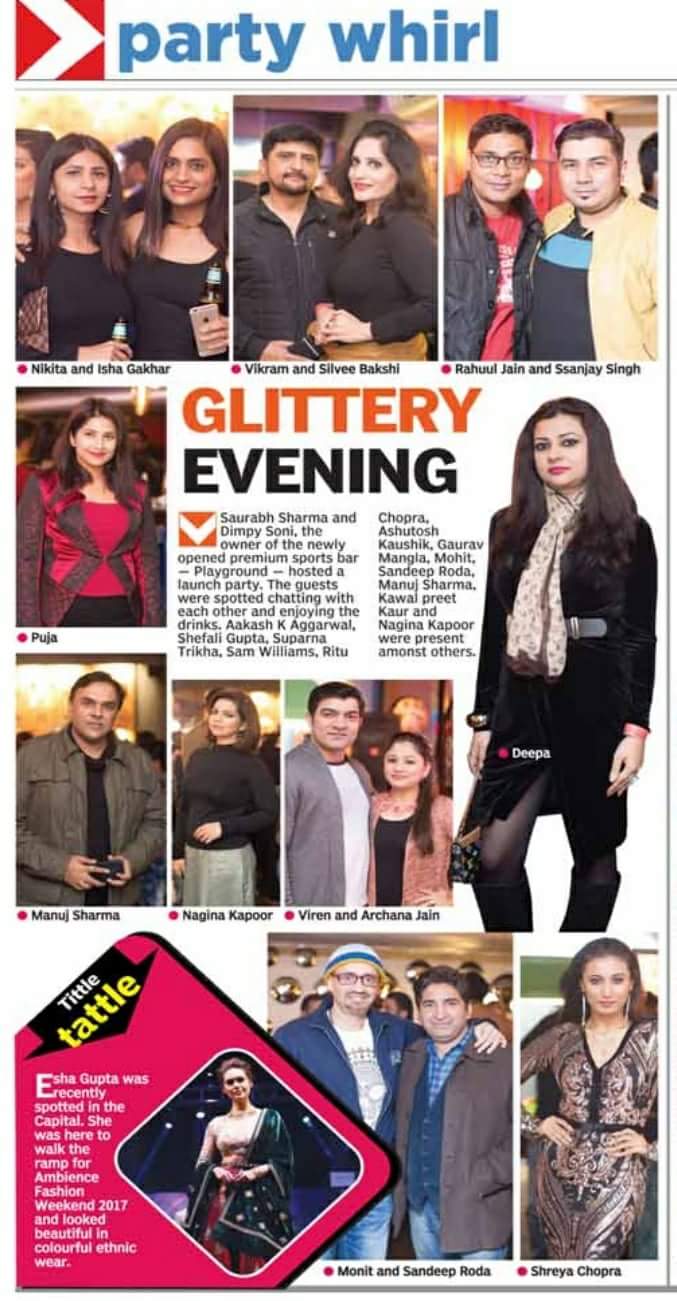 party whirl
Nikita and Isha Gakhar
Vikram and Silvee Bakshi
Rahuul Jain and Ssanjay Singh
GLITTERY
EVENING
Saurabh Sharma and
Dimpy Soni, the
owner of the newly
opened premium sports bar
— Playground — hosted a
launch party. The guests
were spotted chatting with
each other and enjoying the
drinks. Aakash K Aggarwal,
Shefali Gupta, Suparna
Trikha, Sam Williams, Ritu
Chopra,
Ashutosh
Kaushik, Gaurav
Mangla, Mohit,
Sandeep Roda,
Manuj Sharma,
Kawal preet
Kaur and
Nagina Kapoor
were present
amonst others.
Puja
Deepa
Manuj Sharma
Nagina Kapoor
Viren and Archana Jain
Tittle
tattle
Esha Gupta was
recently
spotted in the
Capital. She
was here to
walk the
ramp for
Ambience
Fashion
Weekend 2017
and looked
beautiful in
colourful ethnic
wear.
Monit and Sandeep Roda
Shreya Chopra